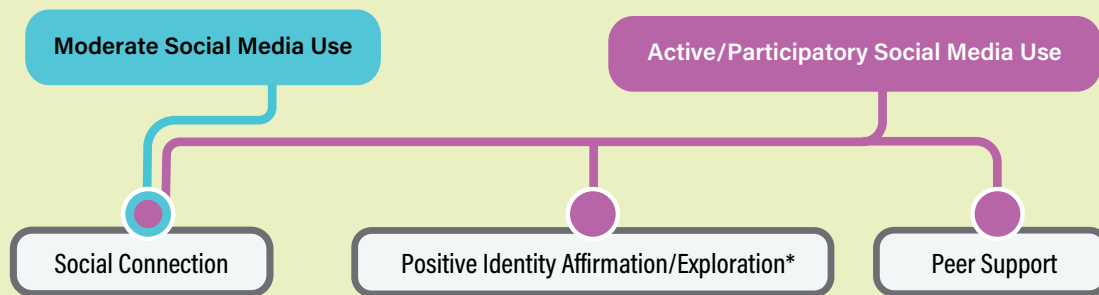 Moderate Social Media Use
Active/Participatory Social Media Use
Social Connection
Positive Identity Affirmation/Exploration*
Peer Support